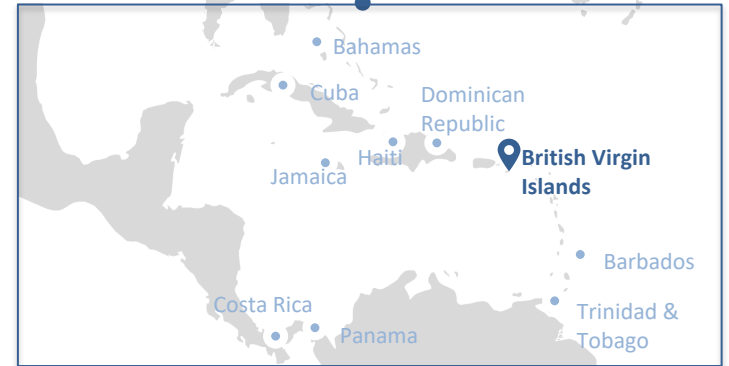 Bahamas
Cuba
Dominican
Republic
Haiti
Jamaica
British Virgin
Islands
Barbados
Costa Rica
Trinidad &
Tobago
Panama